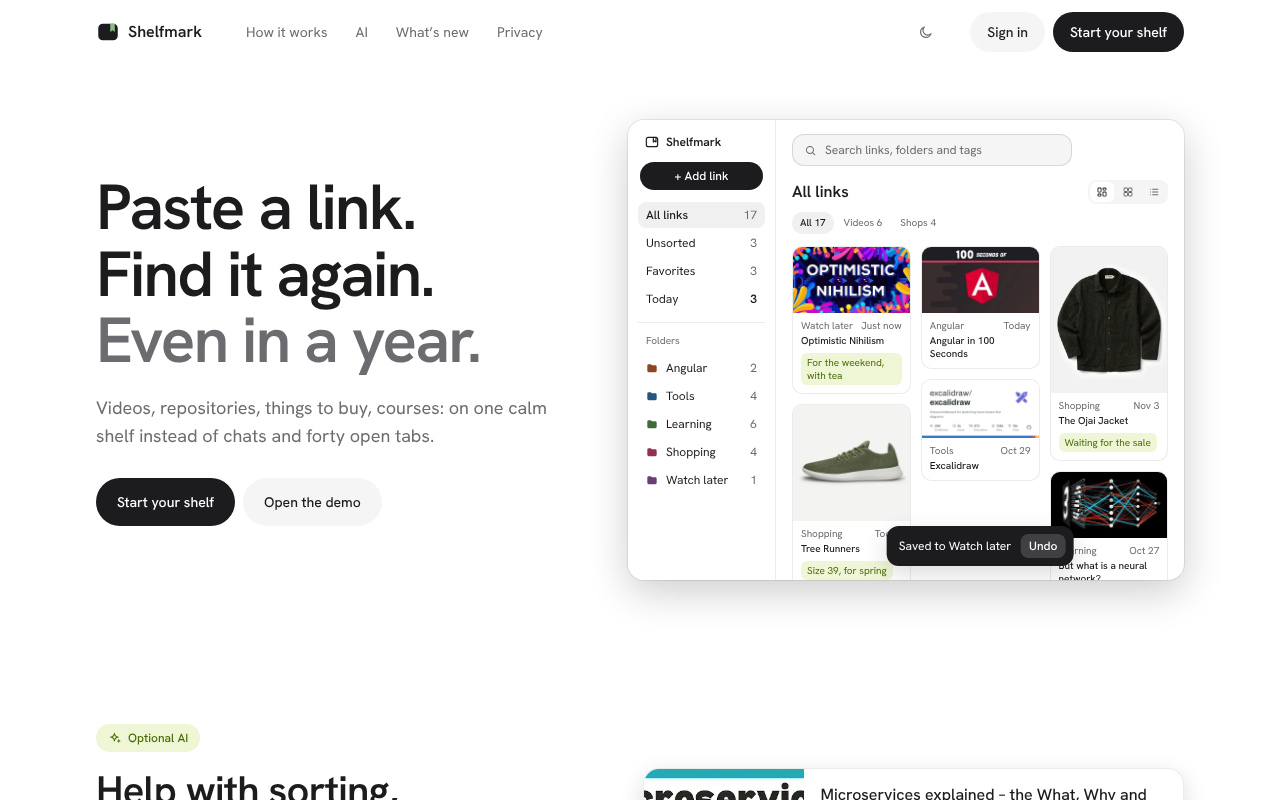 Shelfmark
How it works
AI
What's new
Privacy
Sign in
Start your shelf
Paste a link.
Find it again.
Even in a year.
Videos, repositories, things to buy, courses: on one calm
shelf instead of chats and forty open tabs.
Start your shelf
Open the demo
Shelfmark
+ Add link
All links 17
Unsorted 3
Favorites 3
Today 3
Folders
Angular 2
Tools 4
Learning 6
Shopping 4
Watch later 1
Search links, folders and tags
All links
All 17 Videos 6 Shops 4
OPTIMISTIC
NIHILISM
Watch later Just now
Optimistic Nihilism
For the weekend,
with tea
Shopping
Tree Runners
Size 39, for spring
100 SECONDS OF
A
Angular Today
Angular in 100
Seconds
excalidraw/
excalidraw
Tools Oct 29
Excalidraw
Shopping Nov 3
The Ojai Jacket
Waiting for the sale
Oct 27
But what is a neural
network?
Saved to Watch later Undo
Optional AI
Help with sorting.
Microservices explained – the What, Why and